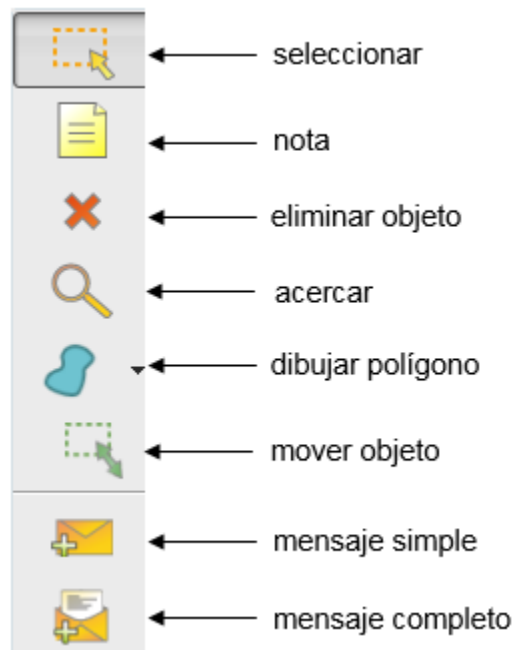 seleccionar
nota
eliminar objeto
acercar
dibujar polígono
mover objeto
mensaje simple
mensaje completo